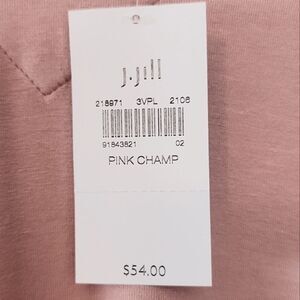 J.Jill
218971 3VPL 2108
91843821 02
PINK CHAMP
$54.00